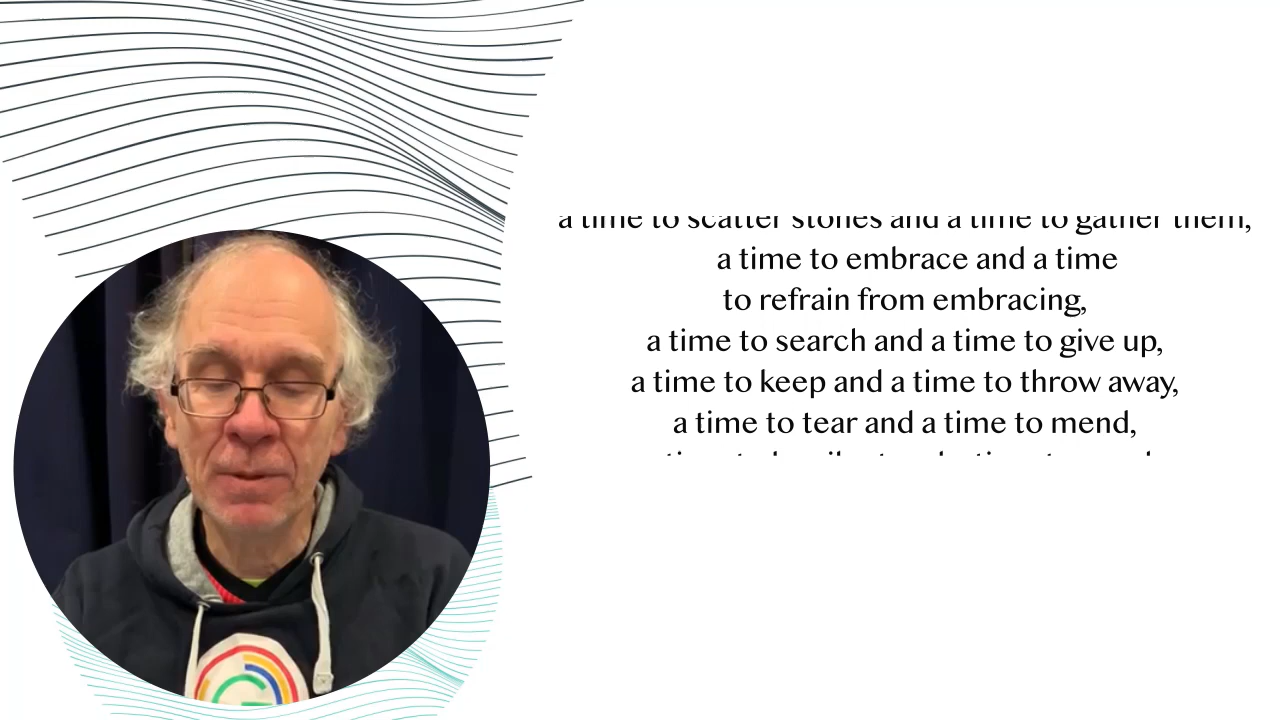 a time to scatter stones and a time to gather them,
a time to embrace and a time
to refrain from embracing,
a time to search and a time to give up,
a time to keep and a time to throw away,
a time to tear and a time to mend,